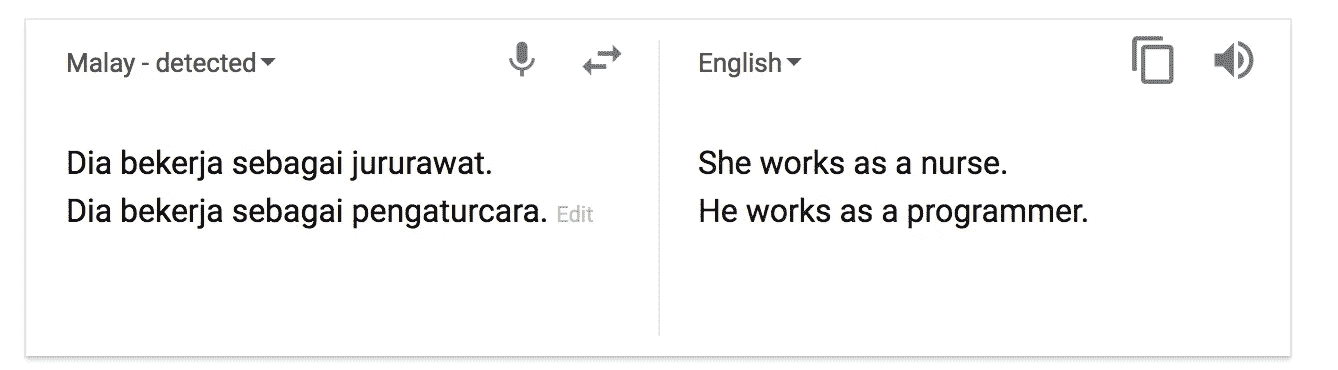 Malay - detected
English
Dia bekerja sebagai jururawat.
Dia bekerja sebagai pengaturcara. Edit
She works as a nurse.
He works as a programmer.